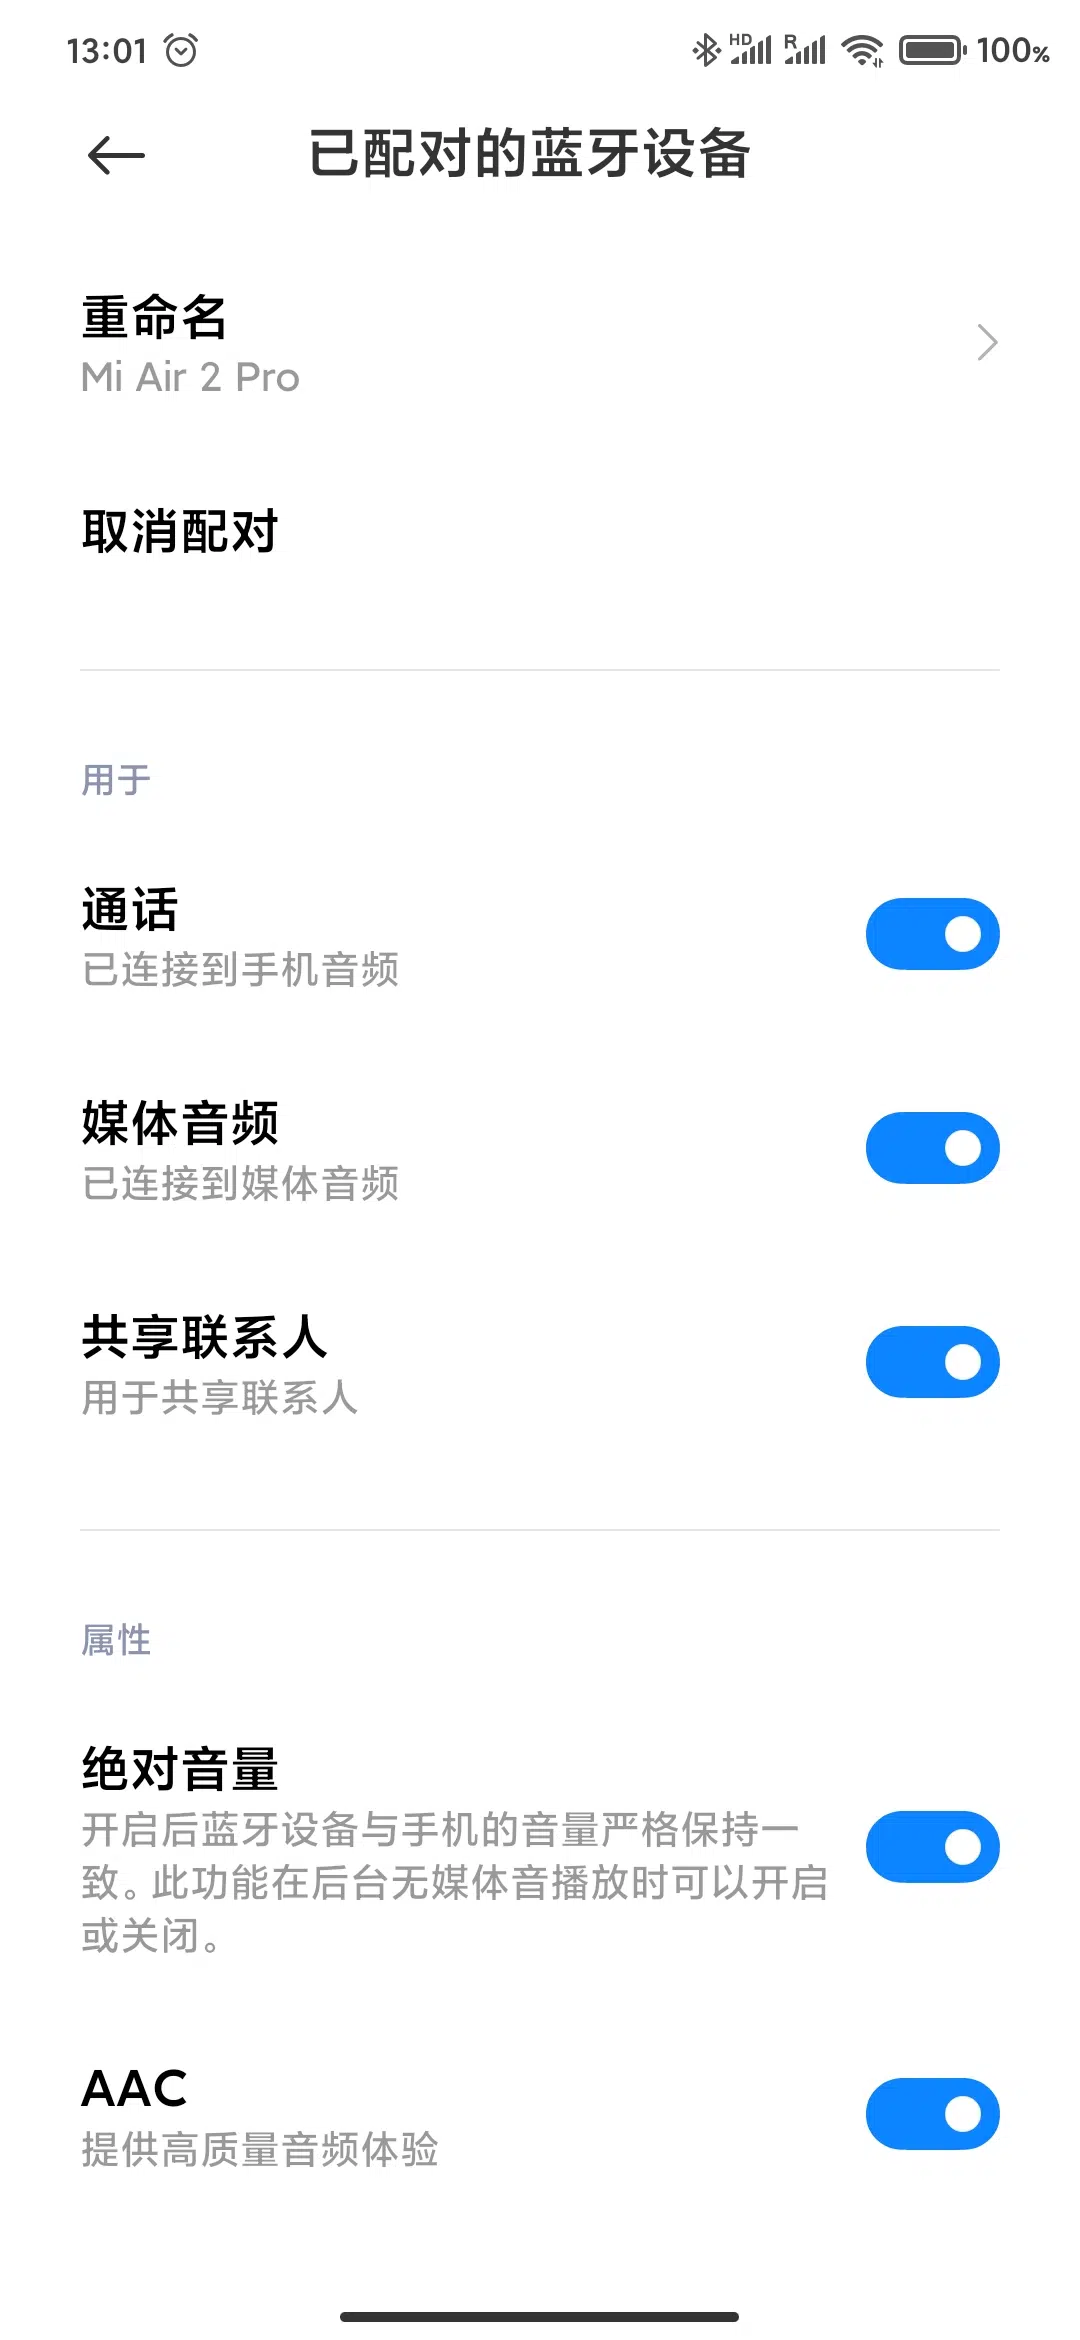 13:01 HD R 100%
已配对的蓝牙设备
重命名
Mi Air 2 Pro
取消配对
用于
通话
已连接到手机音频
媒体音频
已连接到媒体音频
共享联系人
用于共享联系人
属性
绝对音量
开启后蓝牙设备与手机的音量严格保持一
致。此功能在后台无媒体音播放时可以开启
或关闭。
AAC
提供高质量音频体验